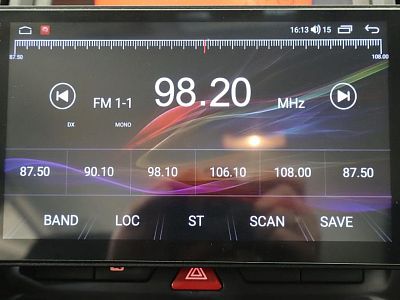 16:13 15
87.50 108.00
FM 1-1 98.20 MHz
DX MONO
87.50 90.10 98.10 106.10 108.00 87.50
BAND LOC ST SCAN SAVE